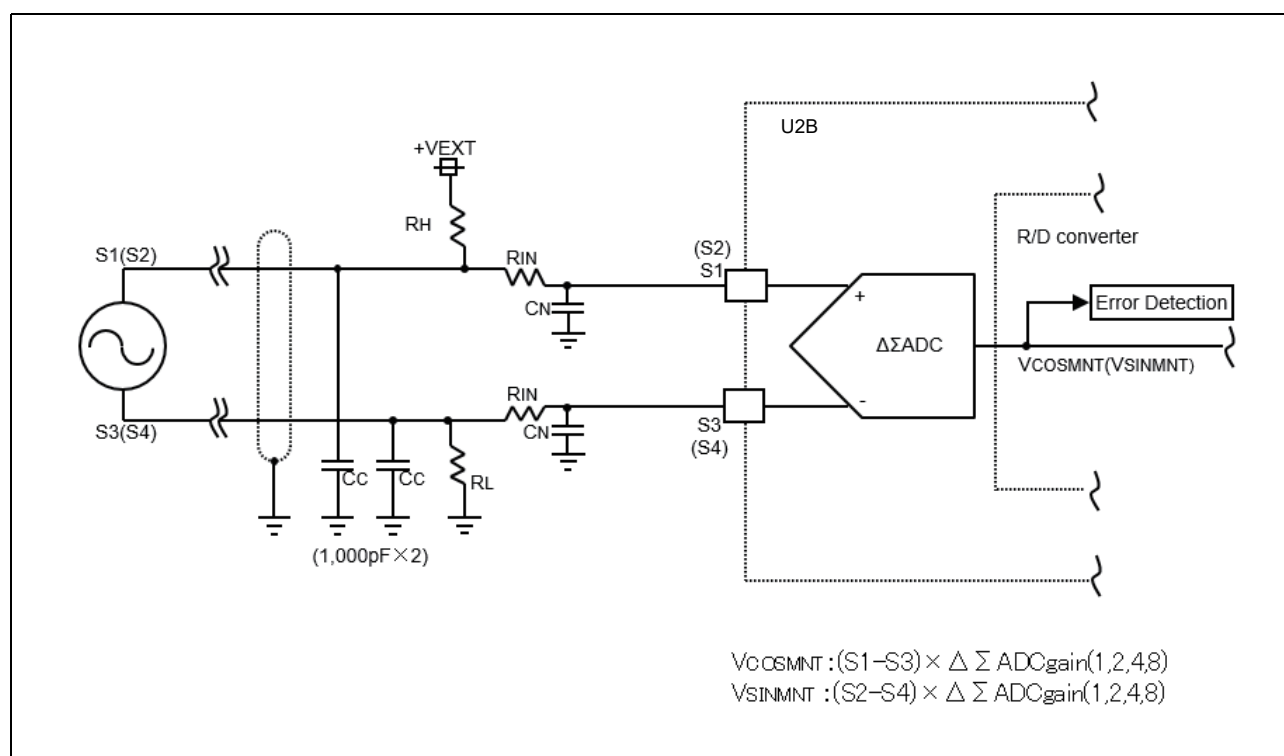 U2B
+VEXT
RH
R/D converter
S1(S2)
RIN
(S2)
S1
CN
+
Error Detection
ΔΣADC
VCOSMNT(VSINMNT)
RIN
-
S3(S4)
CN
S3
(S4)
CC
CC
RL
(1,000pF×2)
VCOSMNT :(S1-S3)×ΔΣADCgain(1,2,4,8)
VSINMNT :(S2-S4)×ΔΣADCgain(1,2,4,8)